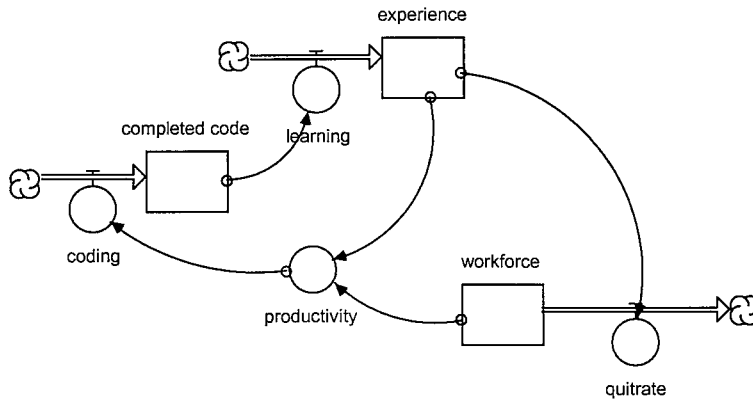 experience
learning
completed code
coding
workforce
productivity
quitrate